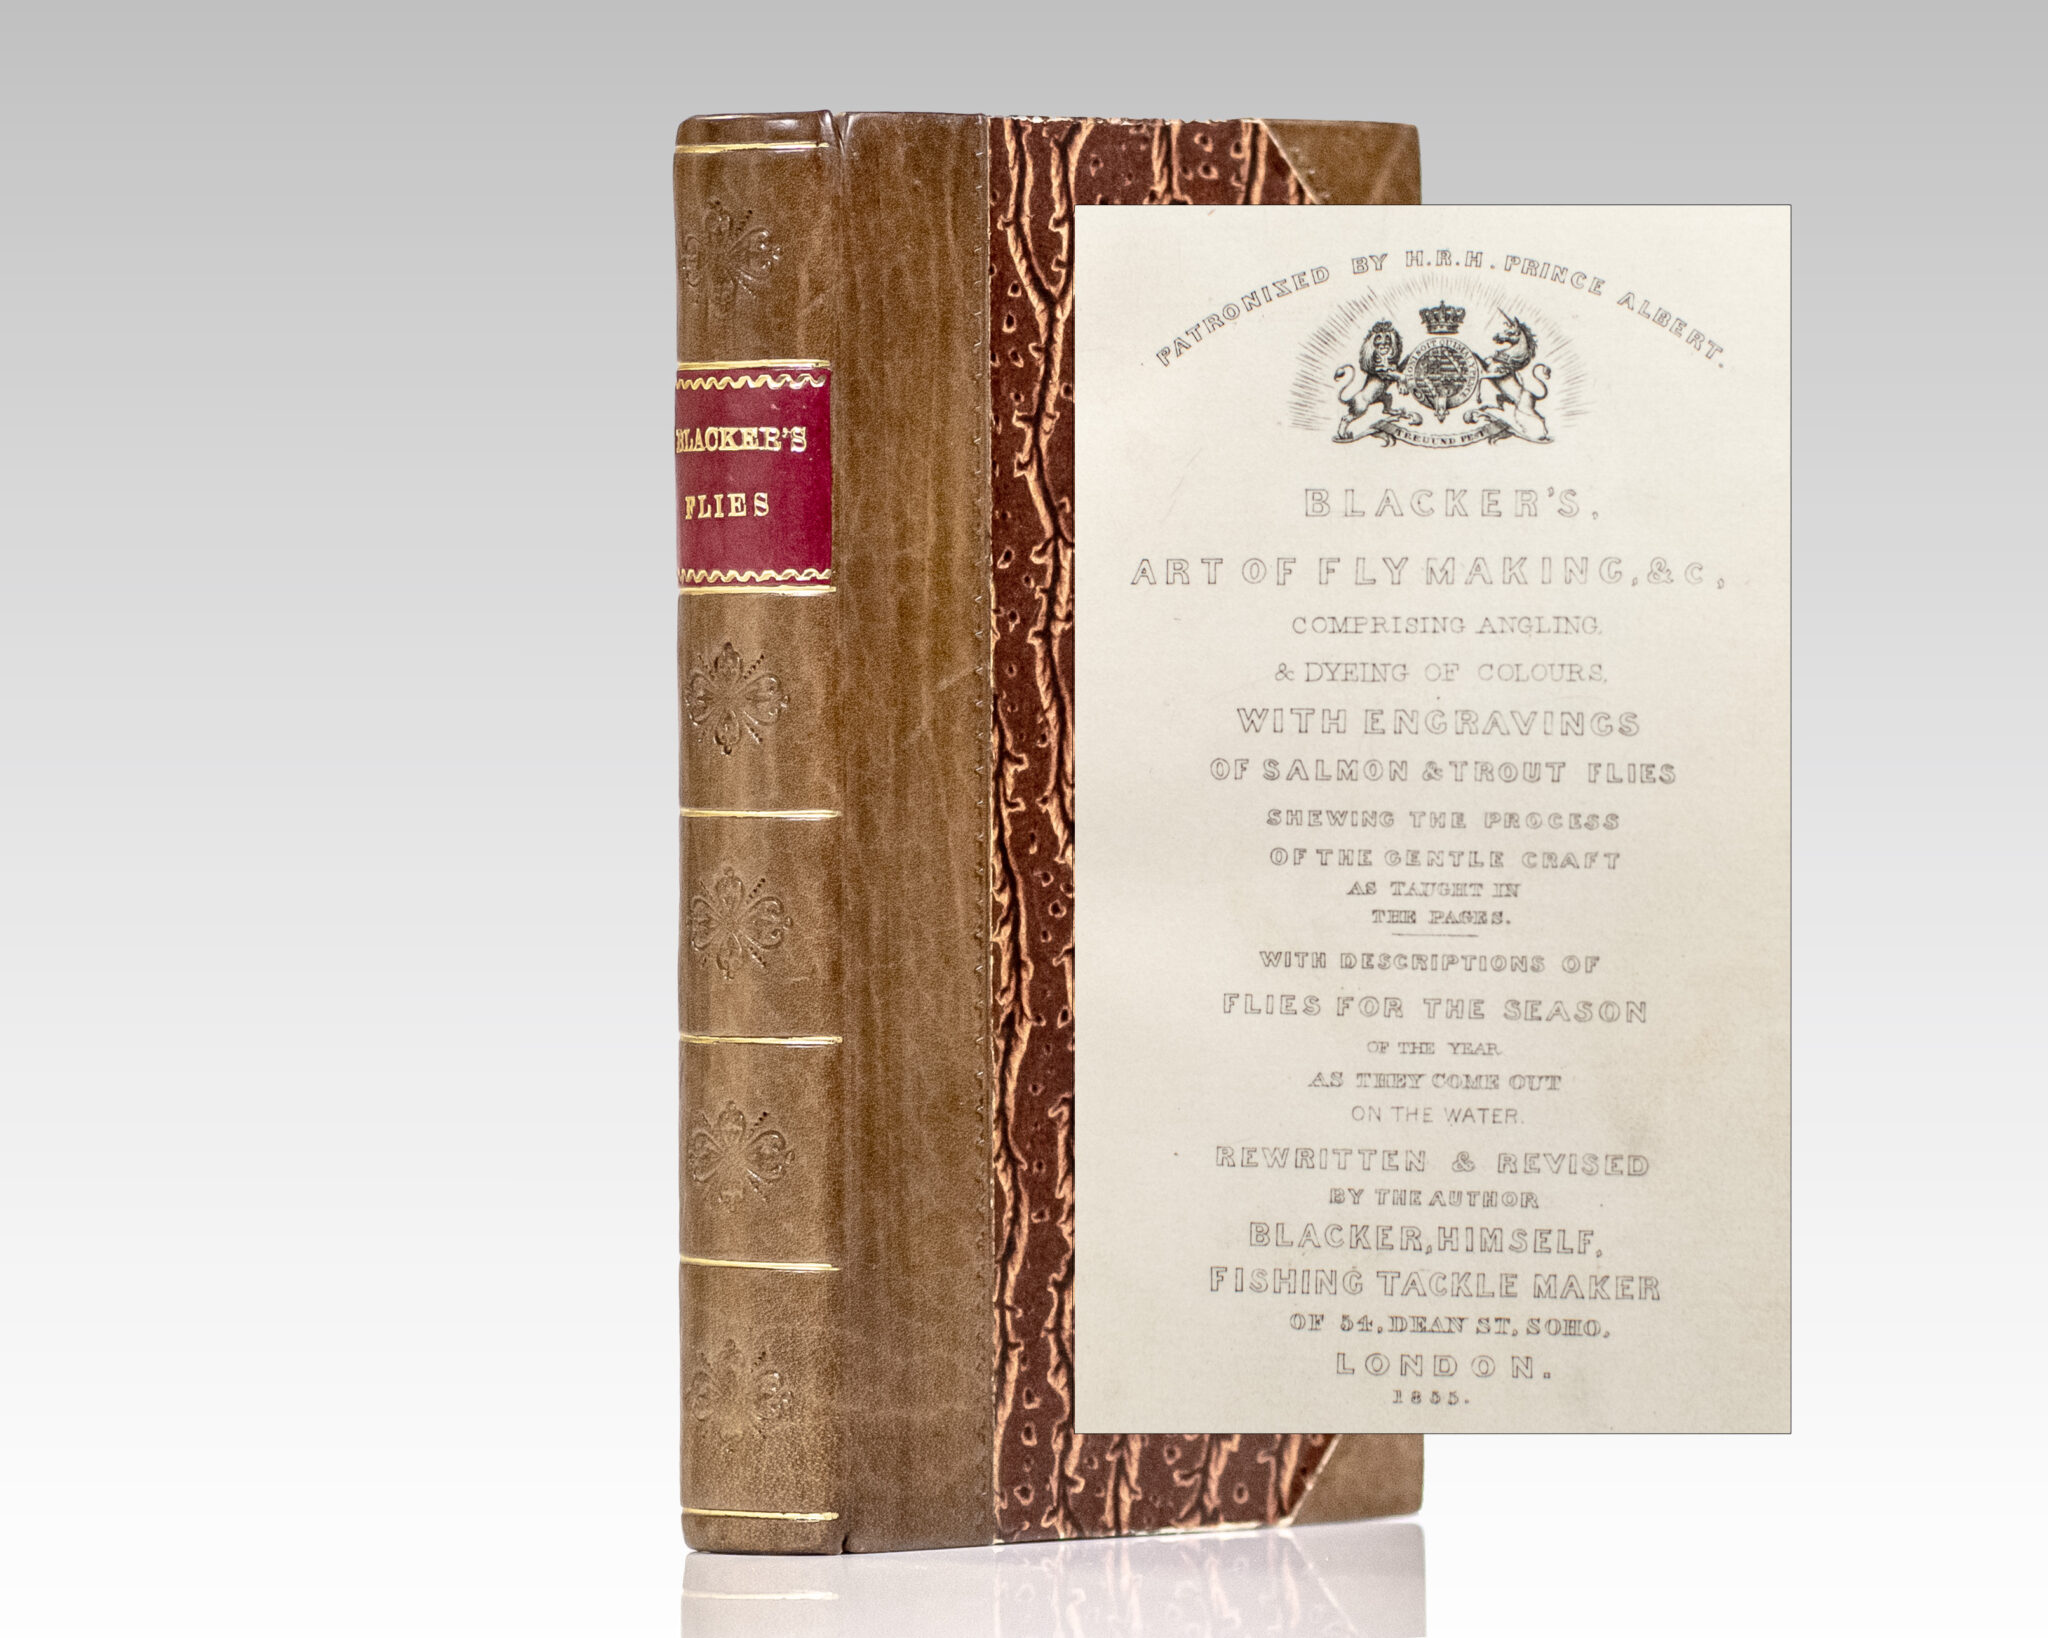 BLACKER'S
FLIES
PATRONIZED BY H.R.H. PRINCE ALBERT.
BLACKER'S,
ART OF FLY MAKING, &c,
COMPRISING ANGLING,
& DYEING OF COLOURS,
WITH ENGRAVINGS
OF SALMON & TROUT FLIES
SHEWING THE PROCESS
OF THE GENTLE CRAFT
AS TAUGHT IN
THE PAGES.
WITH DESCRIPTIONS OF
FLIES FOR THE SEASON
OF THE YEAR
AS THEY COME OUT
ON THE WATER.
REWRITTEN & REVISED
BY THE AUTHOR
BLACKER, HIMSELF,
FISHING TACKLE MAKER
OF 54, DEAN ST, SOHO,
LONDON.
1855.